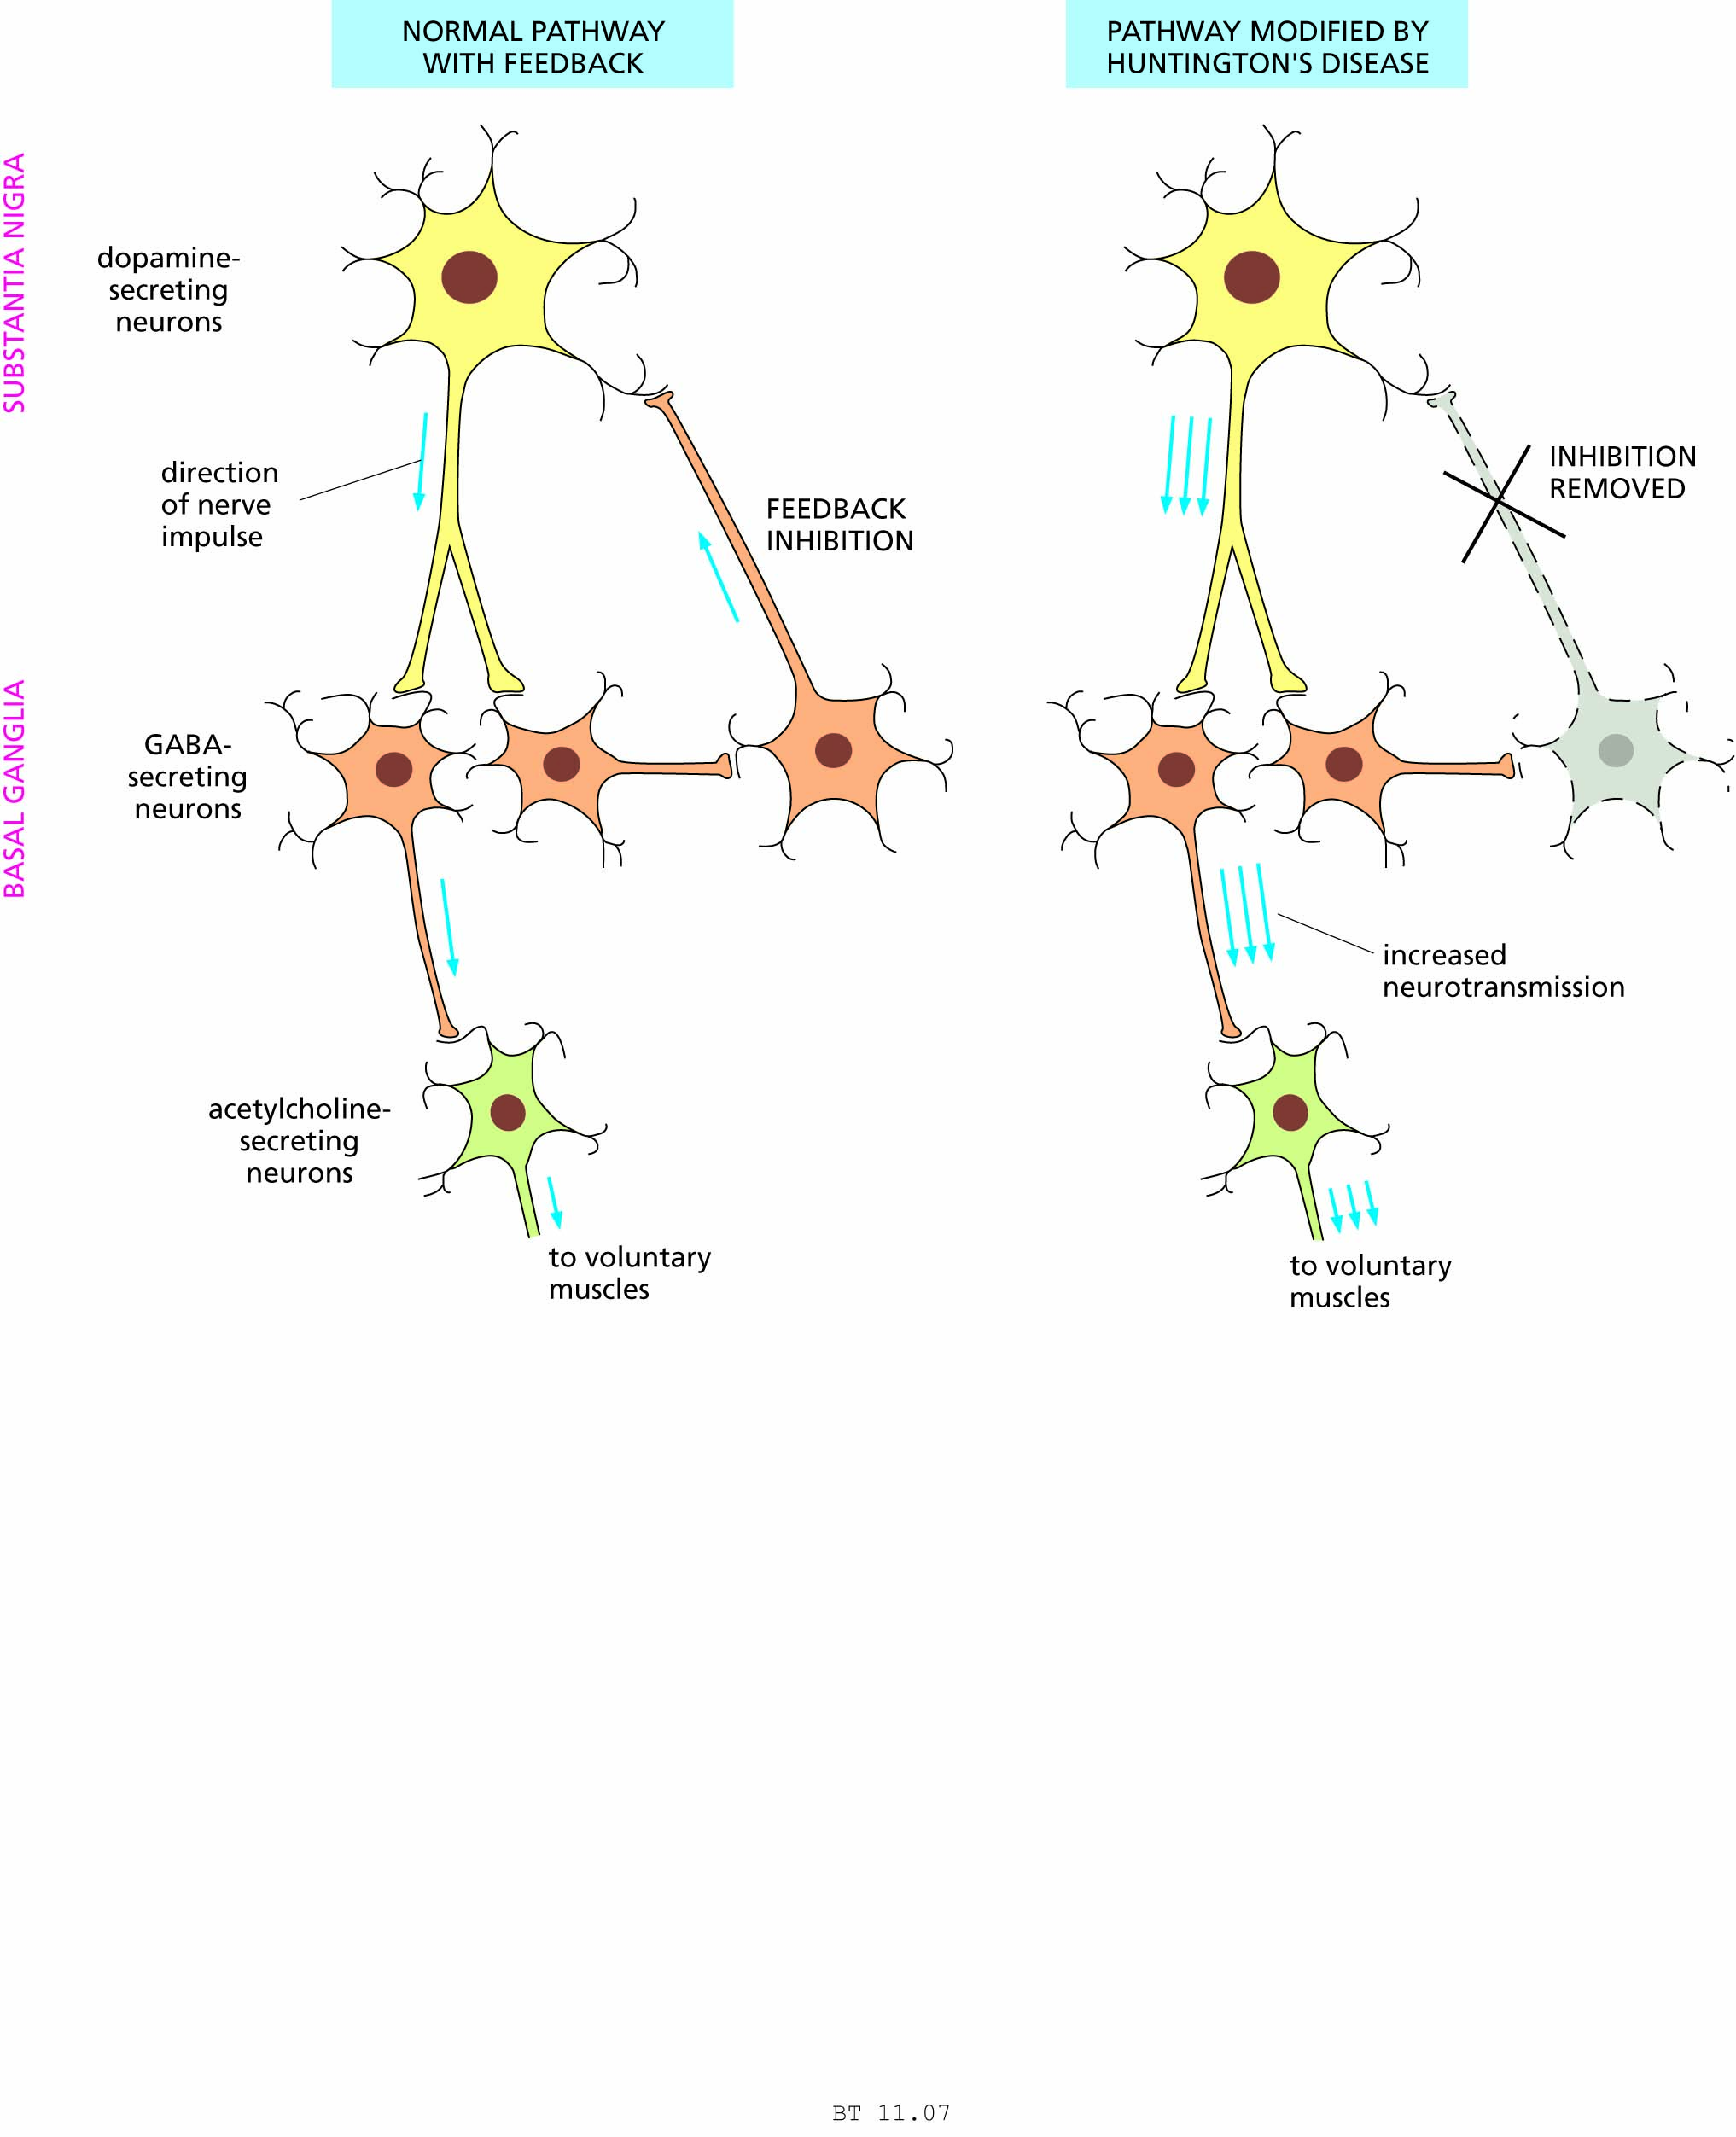 NORMAL PATHWAY
WITH FEEDBACK
PATHWAY MODIFIED BY
HUNTINGTON'S DISEASE
SUBSTANTIA NIGRA
dopamine-
secreting
neurons
direction
of nerve
impulse
FEEDBACK
INHIBITION
INHIBITION
REMOVED
BASAL GANGLIA
GABA-
secreting
neurons
increased
neurotransmission
acetylcholine-
secreting
neurons
to voluntary
muscles
to voluntary
muscles
BT 11.07